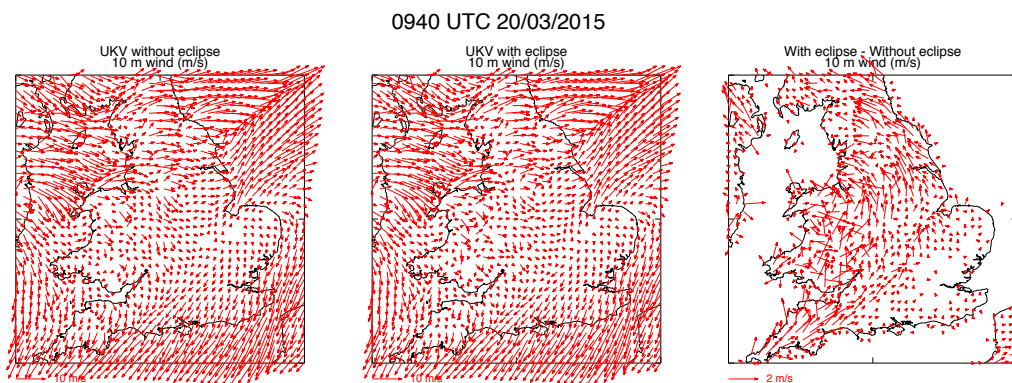 0940 UTC 20/03/2015
UKV without eclipse
10 m wind (m/s)
UKV with eclipse
10 m wind (m/s)
With eclipse - Without eclipse
10 m wind (m/s)
10 m/s
10 m/s
2 m/s